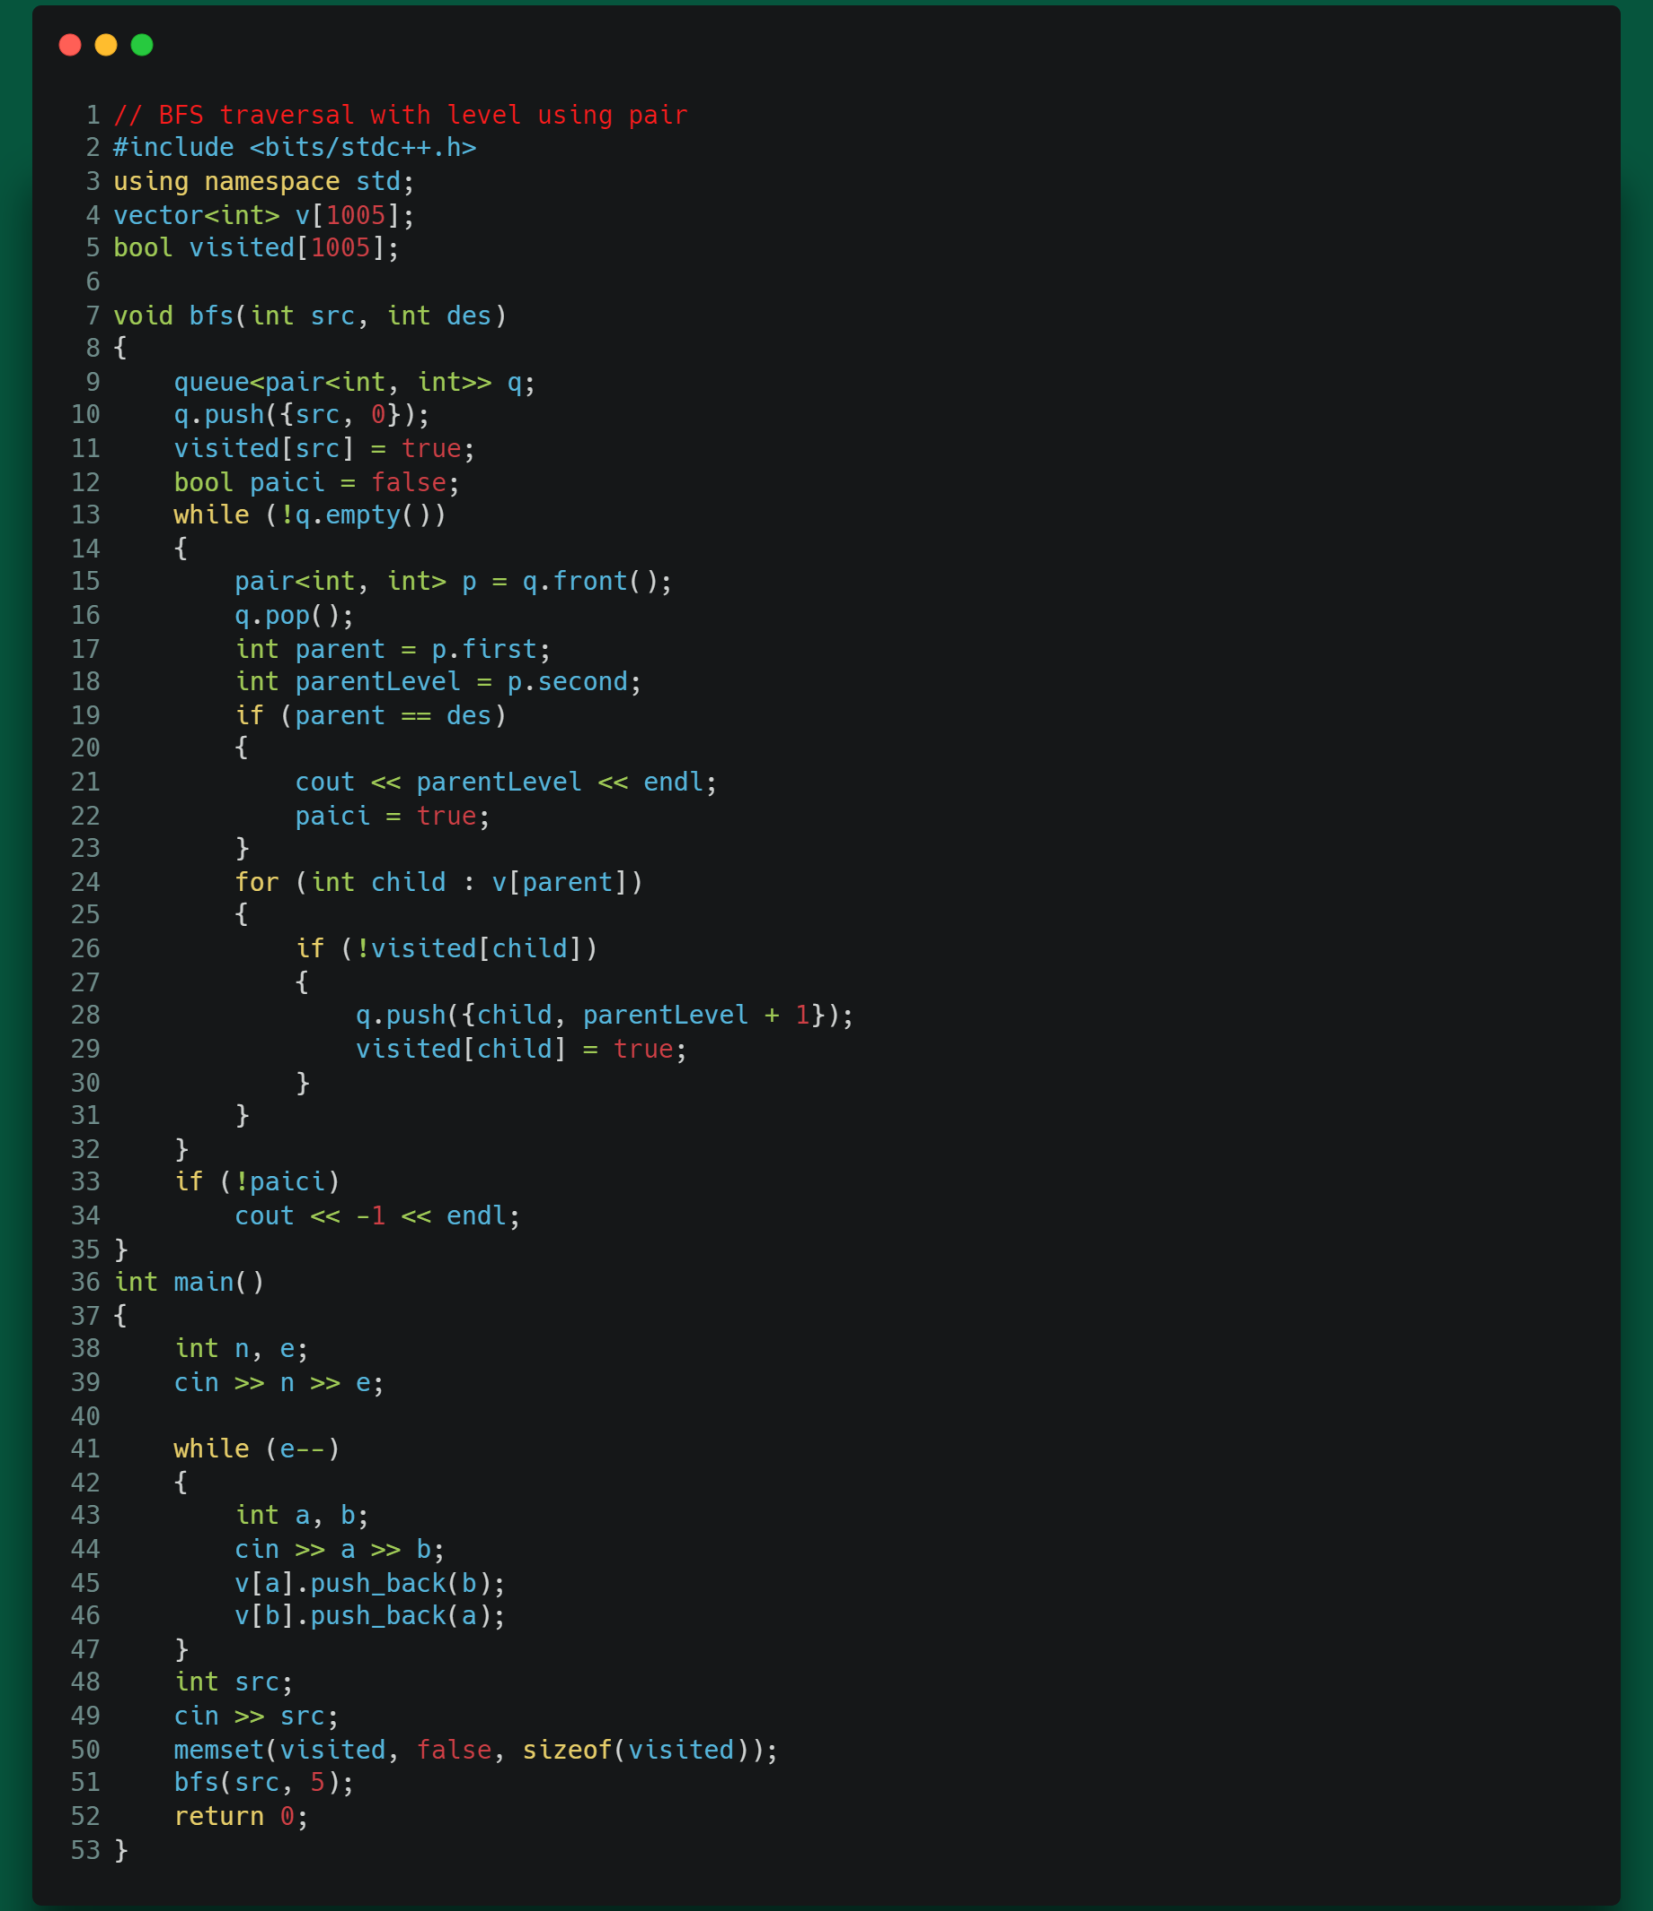 1 // BFS traversal with level using pair
2 #include <bits/stdc++.h>
3 using namespace std;
4 vector<int> v[1005];
5 bool visited[1005];
6
7 void bfs(int src, int des)
8 {
9     queue<pair<int, int>> q;
10     q.push({src, 0});
11     visited[src] = true;
12     bool paici = false;
13     while (!q.empty())
14     {
15         pair<int, int> p = q.front();
16         q.pop();
17         int parent = p.first;
18         int parentLevel = p.second;
19         if (parent == des)
20         {
21             cout << parentLevel << endl;
22             paici = true;
23         }
24         for (int child : v[parent])
25         {
26             if (!visited[child])
27             {
28                 q.push({child, parentLevel + 1});
29                 visited[child] = true;
30             }
31         }
32     }
33     if (!paici)
34         cout << -1 << endl;
35 }
36 int main()
37 {
38     int n, e;
39     cin >> n >> e;
40
41     while (e--)
42     {
43         int a, b;
44         cin >> a >> b;
45         v[a].push_back(b);
46         v[b].push_back(a);
47     }
48     int src;
49     cin >> src;
50     memset(visited, false, sizeof(visited));
51     bfs(src, 5);
52     return 0;
53 }